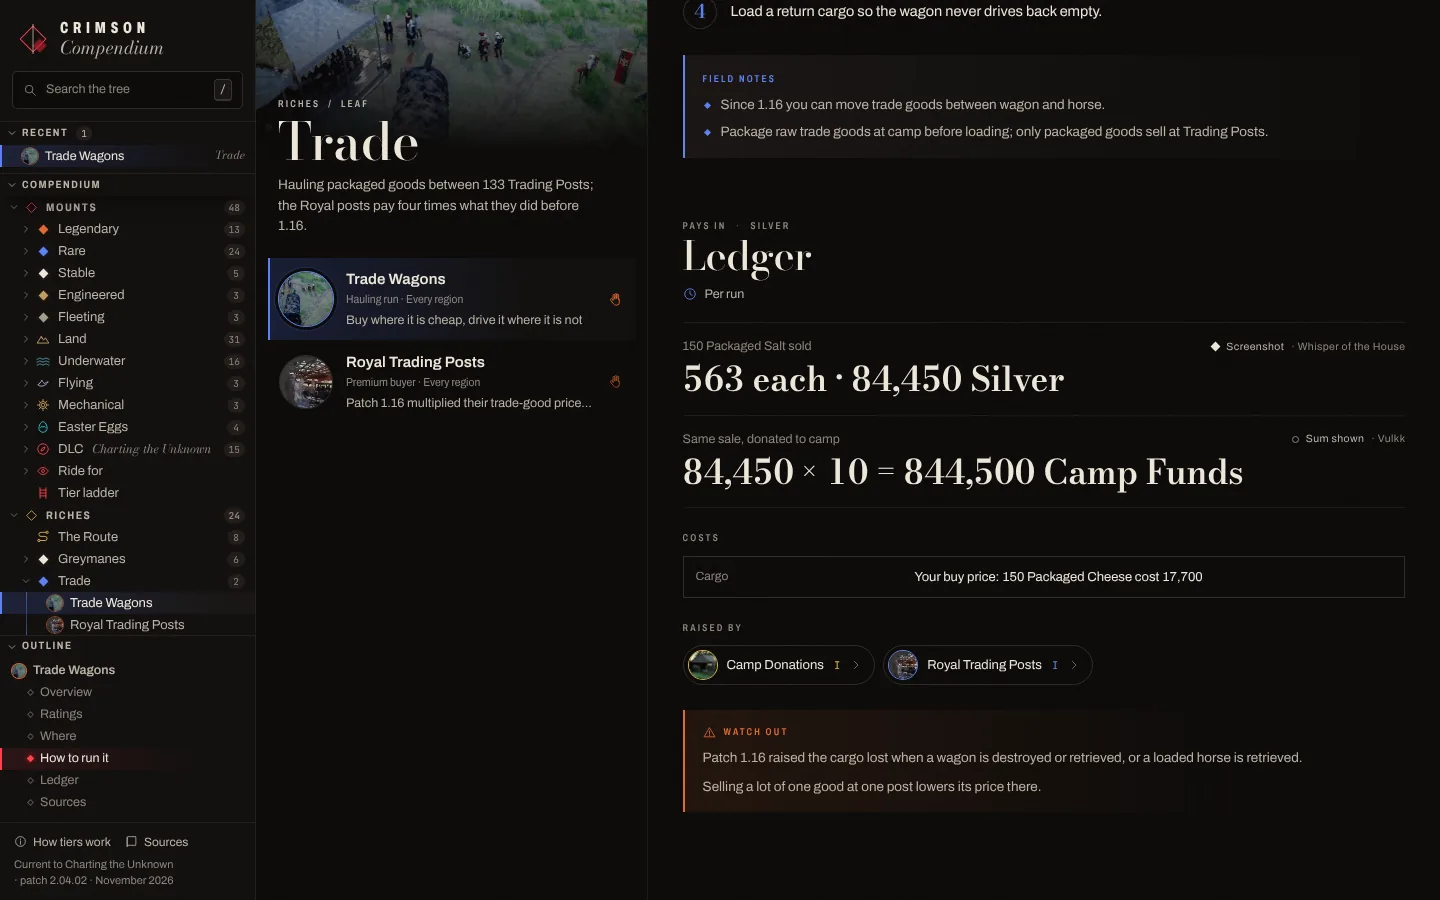 CRIMSON
Compendium
Search the tree /
RECENT 1
Trade Wagons Trade
COMPENDIUM
MOUNTS 48
Legendary 13
Rare 24
Stable 5
Engineered 3
Fleeting 3
Land 31
Underwater 16
Flying 3
Mechanical 3
Easter Eggs 4
DLC Charting the Unknown 15
Ride for
Tier ladder
RICHES 24
The Route 8
Greymanes 6
Trade 2
Trade Wagons
Royal Trading Posts
OUTLINE
Trade Wagons
Overview
Ratings
Where
How to run it
Ledger
Sources
How tiers work Sources
Current to Charting the Unknown
· patch 2.04.02 · November 2026
RICHES / LEAF
Trade
Hauling packaged goods between 133 Trading Posts;
the Royal posts pay four times what they did before
1.16.
Trade Wagons
Hauling run · Every region
Buy where it is cheap, drive it where it is not
Royal Trading Posts
Premium buyer · Every region
Patch 1.16 multiplied their trade-good price...
4 Load a return cargo so the wagon never drives back empty.
FIELD NOTES
Since 1.16 you can move trade goods between wagon and horse.
Package raw trade goods at camp before loading; only packaged goods sell at Trading Posts.
PAYS IN · SILVER
Ledger
Per run
150 Packaged Salt sold
Screenshot · Whisper of the House
563 each · 84,450 Silver
Same sale, donated to camp
Sum shown · Vulkk
84,450 × 10 = 844,500 Camp Funds
COSTS
Cargo Your buy price: 150 Packaged Cheese cost 17,700
RAISED BY
Camp Donations I
Royal Trading Posts I
WATCH OUT
Patch 1.16 raised the cargo lost when a wagon is destroyed or retrieved, or a loaded horse is retrieved.
Selling a lot of one good at one post lowers its price there.